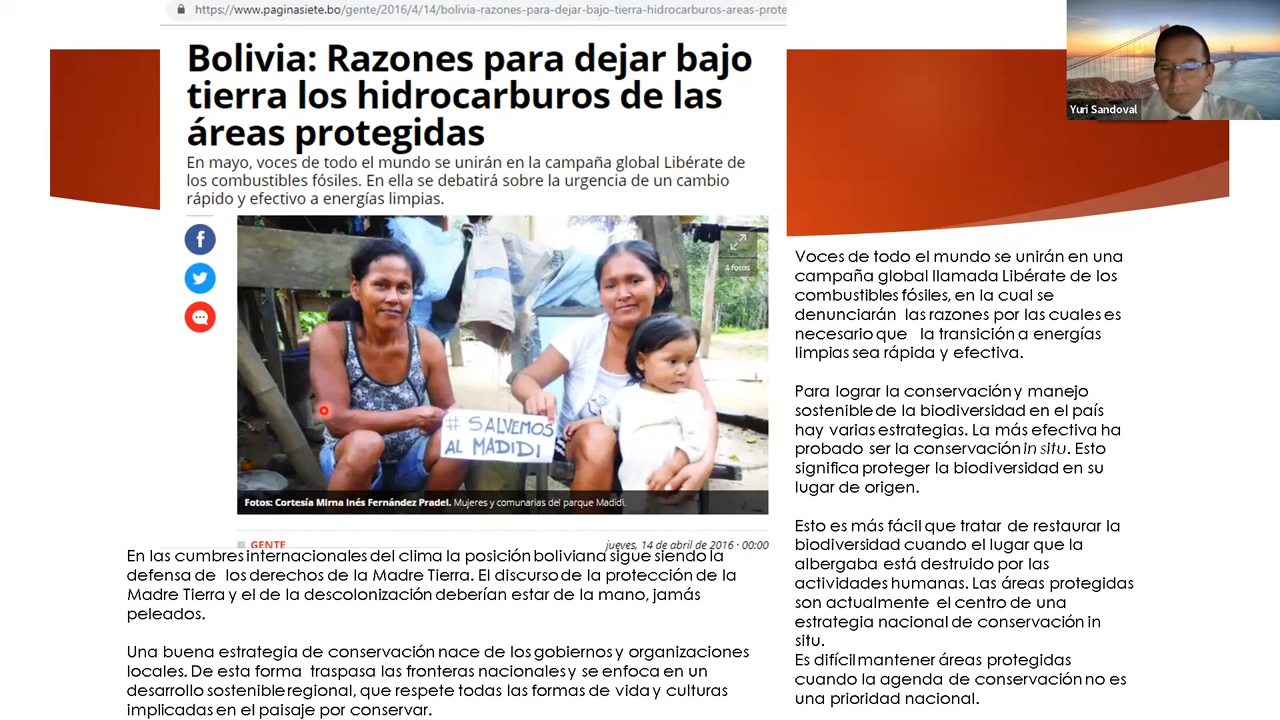 https://www.paginasiete.bo/gente/2016/4/14/bolivia-razones-para-dejar-bajo-tierra-hidrocarburos-areas-prote
Bolivia: Razones para dejar bajo
tierra los hidrocarburos de las
áreas protegidas
En mayo, voces de todo el mundo se unirán en la campaña global Libérate de
los combustibles fósiles. En ella se debatirá sobre la urgencia de un cambio
rápido y efectivo a energías limpias.
4 fotos
# SALVEMOS
AL MADIDI
Fotos: Cortesía Mirna Inés Fernández Pradel. Mujeres y comunarias del parque Madidi.
GENTE
jueves, 14 de abril de 2016 · 00:00
En las cumbres internacionales del clima la posición boliviana sigue siendo la
defensa de los derechos de la Madre Tierra. El discurso de la protección de la
Madre Tierra y el de la descolonización deberían estar de la mano, jamás
peleados.
Una buena estrategia de conservación nace de los gobiernos y organizaciones
locales. De esta forma traspasa las fronteras nacionales y se enfoca en un
desarrollo sostenible regional, que respete todas las formas de vida y culturas
implicadas en el paisaje por conservar.
Yuri Sandoval
Voces de todo el mundo se unirán en una
campaña global llamada Libérate de los
combustibles fósiles, en la cual se
denunciarán las razones por las cuales es
necesario que la transición a energías
limpias sea rápida y efectiva.
Para lograr la conservación y manejo
sostenible de la biodiversidad en el país
hay varias estrategias. La más efectiva ha
probado ser la conservación in situ. Esto
significa proteger la biodiversidad en su
lugar de origen.
Esto es más fácil que tratar de restaurar la
biodiversidad cuando el lugar que la
albergaba está destruido por las
actividades humanas. Las áreas protegidas
son actualmente el centro de una
estrategia nacional de conservación in
situ.
Es difícil mantener áreas protegidas
cuando la agenda de conservación no es
una prioridad nacional.